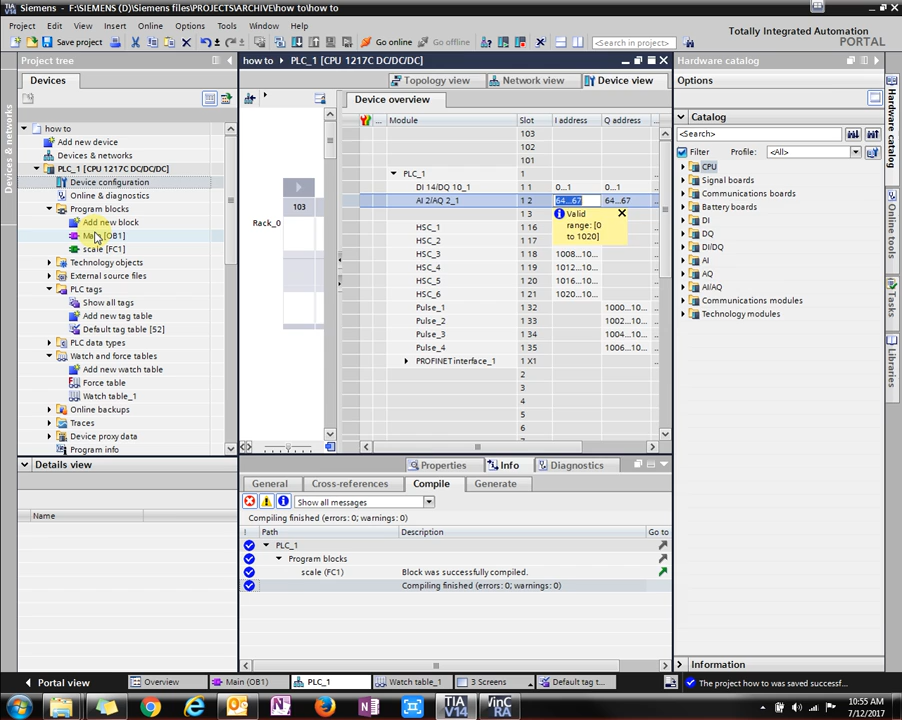 Siemens - F:\SIEMENS (D)\Siemens files\PROJECTS\ARCHIVE\how to\how to
Project Edit View Insert Online Options Tools Window Help
Totally Integrated Automation
PORTAL
Save project Go online Go offline <Search in project>
Project tree
how to ▸ PLC_1 [CPU 1217C DC/DC/DC]
Hardware catalog
Devices
Topology view Network view Device view
Options
Device overview
Module Slot I address Q address
Catalog
<Search>
Filter Profile: <All>
how to
Add new device
Devices & networks
PLC_1 [CPU 1217C DC/DC/DC]
Device configuration
Online & diagnostics
Program blocks
Add new block
Main [OB1]
scale [FC1]
Technology objects
External source files
PLC tags
Show all tags
Add new tag table
Default tag table [52]
PLC data types
Watch and force tables
Add new watch table
Force table
Watch table_1
Online backups
Traces
Device proxy data
Program info
103
Rack_0
103
102
101
PLC_1 1
DI 14/DQ 10_1 1 1 0...1 0...1
AI 2/AQ 2_1 1 2 64...67 64...67
1 3
Valid range: [0 to 1020]
HSC_1 1 16
HSC_2 1 17
HSC_3 1 18 1008...10...
HSC_4 1 19 1012...10...
HSC_5 1 20 1016...10...
HSC_6 1 21 1020...10...
Pulse_1 1 32 1000...10...
Pulse_2 1 33 1002...10...
Pulse_3 1 34 1004...10...
Pulse_4 1 35 1006...10...
PROFINET interface_1 1 X1
2
3
4
5
6
7
CPU
Signal boards
Communications boards
Battery boards
DI
DQ
DI/DQ
AI
AQ
AI/AQ
Communications modules
Technology modules
Devices & networks
Hardware catalog
Online tools
Tasks
Libraries
Details view
Name
Properties Info Diagnostics
General Cross-references Compile Generate
Show all messages
Compiling finished (errors: 0; warnings: 0)
! Path Description Go to
PLC_1
Program blocks
scale (FC1) Block was successfully compiled.
Compiling finished (errors: 0; warnings: 0)
Information
Portal view Overview Main (OB1) PLC_1 Watch table_1 3 Screens Default tag t...
The project how to was saved successf...
TIA V14
VinC RA
10:55 AM
7/12/2017